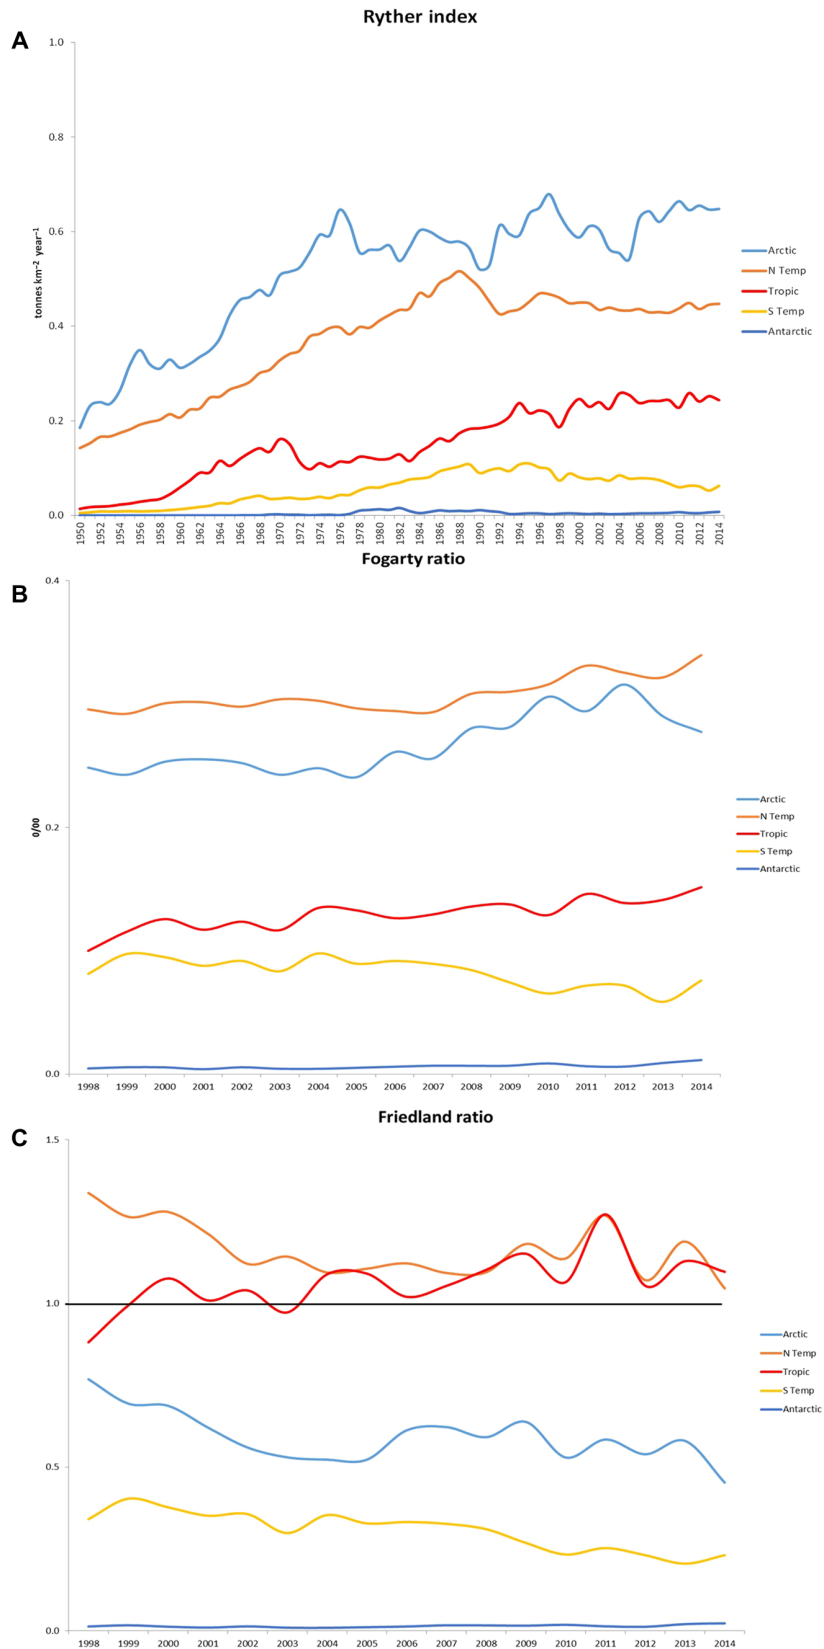 Ryther index
A
1.0
0.8
0.6
0.4
0.2
0.0
tonnes km⁻² year⁻¹
Arctic
N Temp
Tropic
S Temp
Antarctic
1950 1952 1954 1956 1958 1960 1962 1964 1966 1968 1970 1972 1974 1976 1978 1980 1982 1984 1986 1988 1990 1992 1994 1996 1998 2000 2002 2004 2006 2008 2010 2012 2014
Fogarty ratio
B
0.4
0.2
0.0
0/00
Arctic
N Temp
Tropic
S Temp
Antarctic
1998 1999 2000 2001 2002 2003 2004 2005 2006 2007 2008 2009 2010 2011 2012 2013 2014
Friedland ratio
C
1.5
1.0
0.5
0.0
Arctic
N Temp
Tropic
S Temp
Antarctic
1998 1999 2000 2001 2002 2003 2004 2005 2006 2007 2008 2009 2010 2011 2012 2013 2014